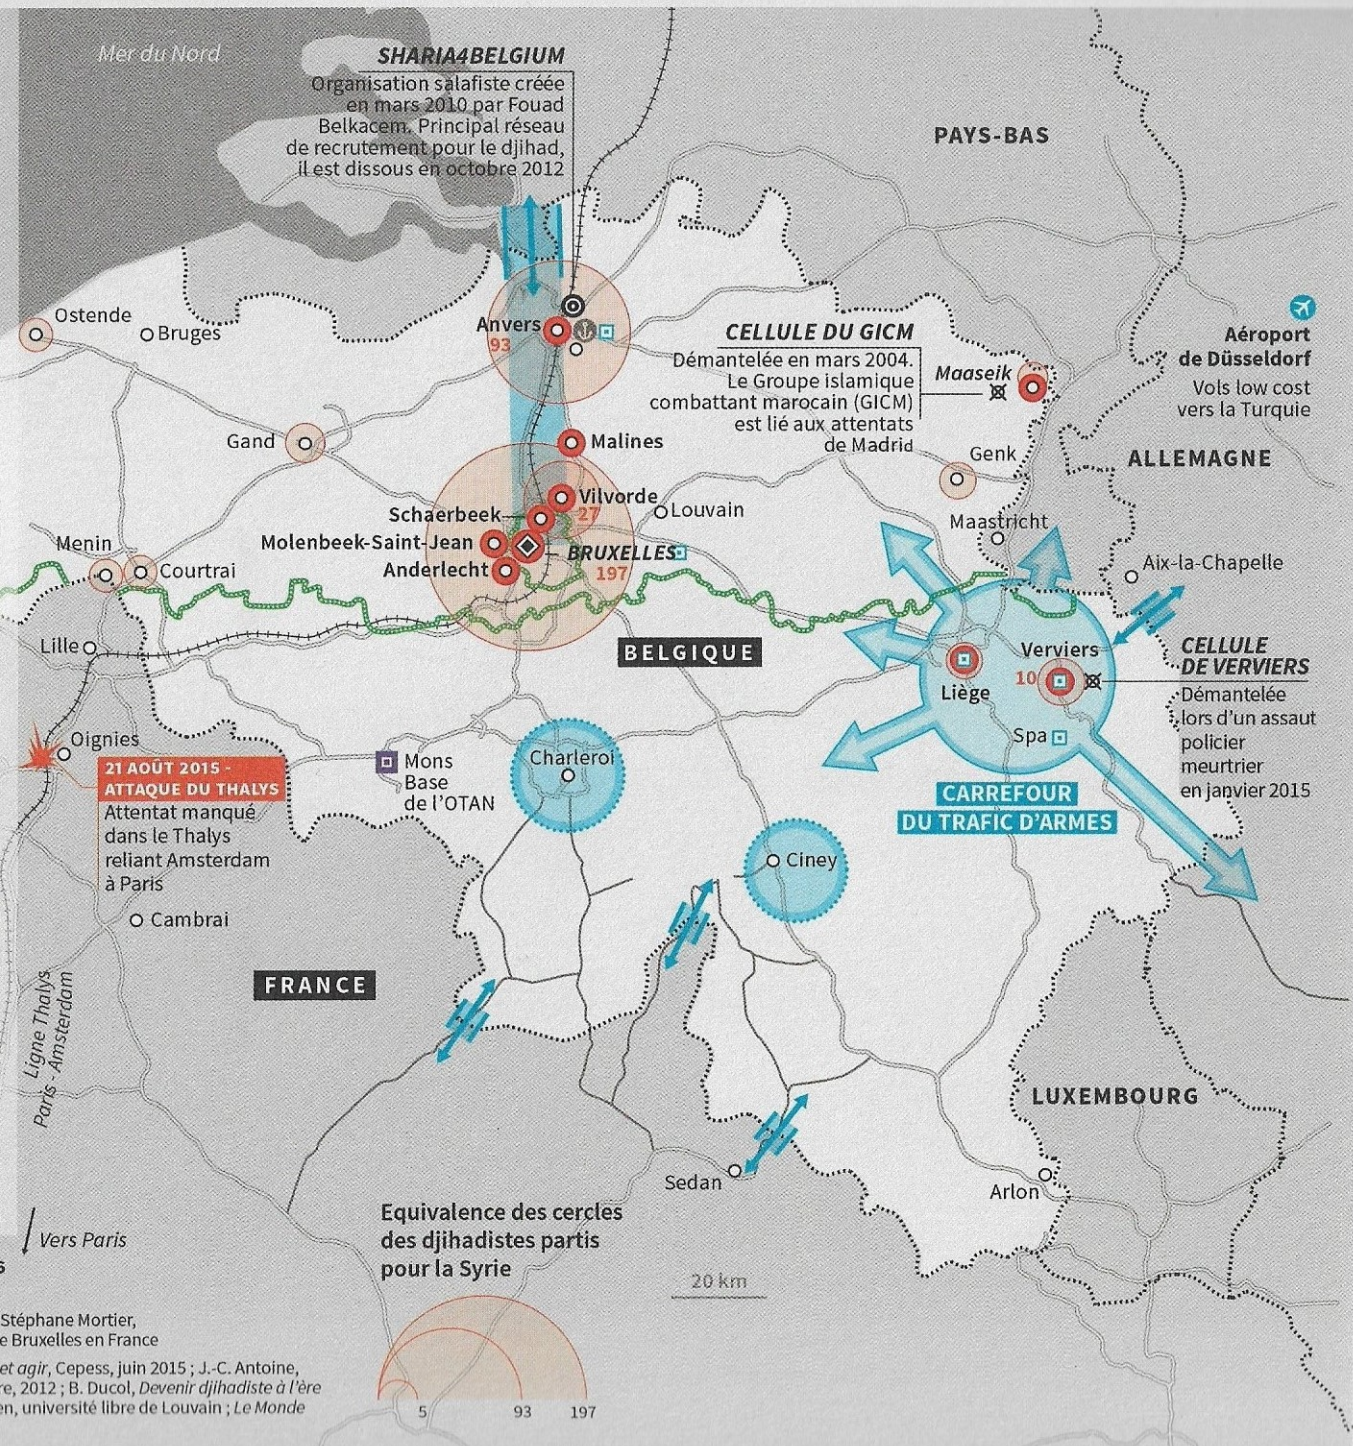 Mer du Nord
SHARIA4BELGIUM
Organisation salafiste créée
en mars 2010 par Fouad
Belkacem. Principal réseau
de recrutement pour le djihad,
il est dissous en octobre 2012
PAYS-BAS
Ostende
Bruges
Anvers
93
CELLULE DU GICM
Démantelée en mars 2004.
Le Groupe islamique
combattant marocain (GICM)
est lié aux attentats
de Madrid
Maaseik
Aéroport
de Düsseldorf
Vols low cost
vers la Turquie
Gand
Malines
Genk
ALLEMAGNE
Vilvorde
27
Schaerbeek
Louvain
Maastricht
Molenbeek-Saint-Jean
BRUXELLES
197
Anderlecht
Menin
Courtrai
Aix-la-Chapelle
Lille
BELGIQUE
Verviers
10
Liège
CELLULE
DE VERVIERS
Démantelée
lors d'un assaut
policier
meurtrier
en janvier 2015
Spa
Oignies
21 AOÛT 2015 -
ATTAQUE DU THALYS
Attentat manqué
dans le Thalys
reliant Amsterdam
à Paris
Mons
Base
de l'OTAN
Charleroi
CARREFOUR
DU TRAFIC D'ARMES
Ciney
Cambrai
FRANCE
Ligne Thalys
Paris - Amsterdam
LUXEMBOURG
Sedan
Arlon
Vers Paris
Equivalence des cercles
des djihadistes partis
pour la Syrie
20 km
5
93
197
Stéphane Mortier,
e Bruxelles en France
et agir, Cepess, juin 2015 ; J.-C. Antoine,
re, 2012 ; B. Ducol, Devenir djihadiste à l'ère
en, université libre de Louvain ; Le Monde